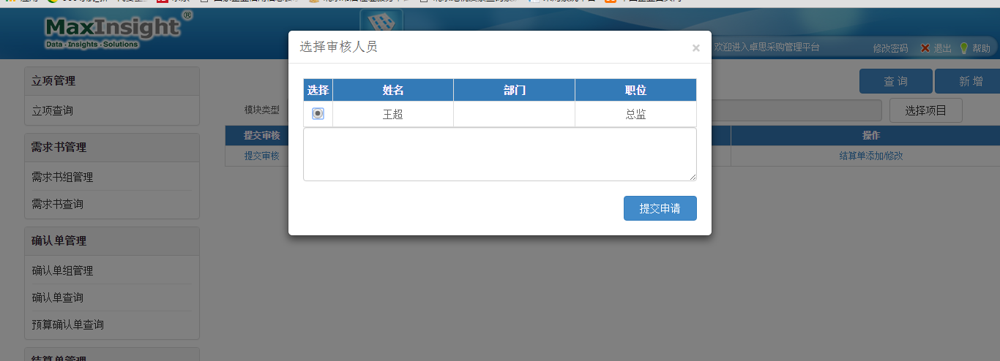 MaxInsight®
Data · Insights · Solutions
欢迎进入卓思采购管理平台
修改密码
退出
帮助
立项管理
立项查询
需求书管理
需求书组管理
需求书查询
确认单管理
确认单组管理
确认单查询
预算确认单查询
结算单管理
选择审核人员
×
选择 姓名 部门 职位
王超 总监
提交申请
查 询
新 增
模块类型
选择项目
提交审核 操作
提交审核 结算单添加/修改